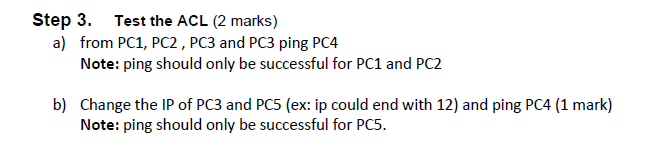 Step 3. Test the ACL (2 marks)
a) from PC1, PC2 , PC3 and PC3 ping PC4
Note: ping should only be successful for PC1 and PC2
b) Change the IP of PC3 and PC5 (ex: ip could end with 12) and ping PC4 (1 mark)
Note: ping should only be successful for PC5.